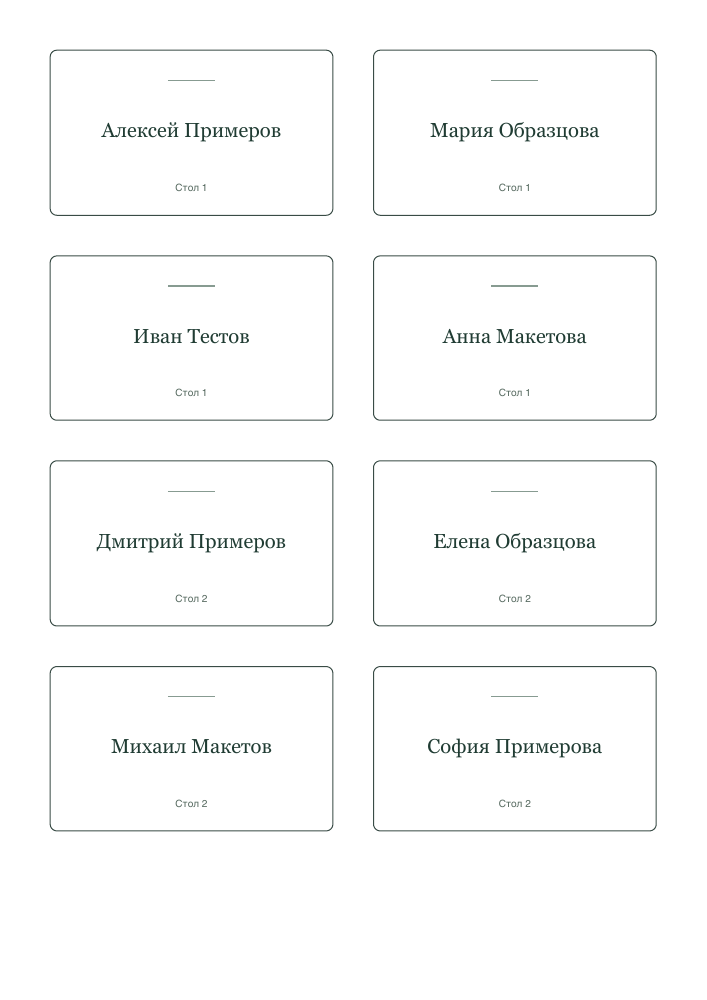 Алексей Примеров
Стол 1
Мария Образцова
Стол 1
Иван Тестов
Стол 1
Анна Макетова
Стол 1
Дмитрий Примеров
Стол 2
Елена Образцова
Стол 2
Михаил Макетов
Стол 2
София Примерова
Стол 2